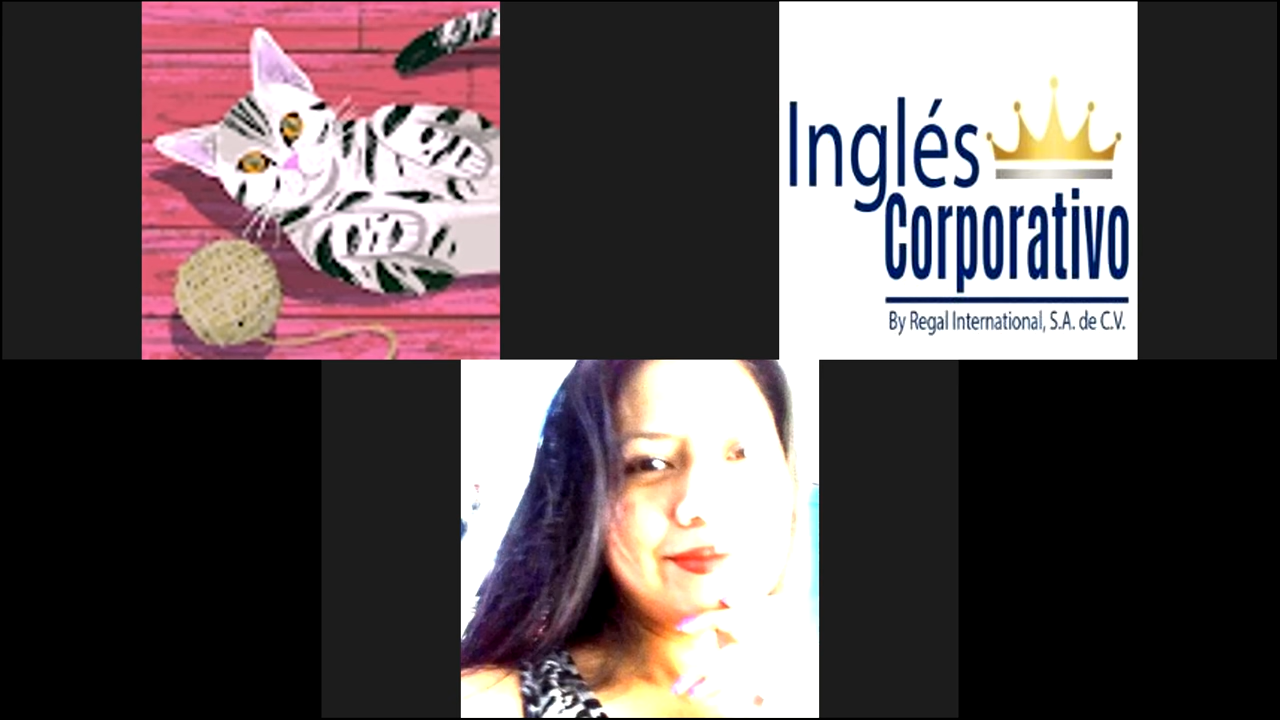 Inglés
Corporativo
By Regal International, S.A. de C.V.